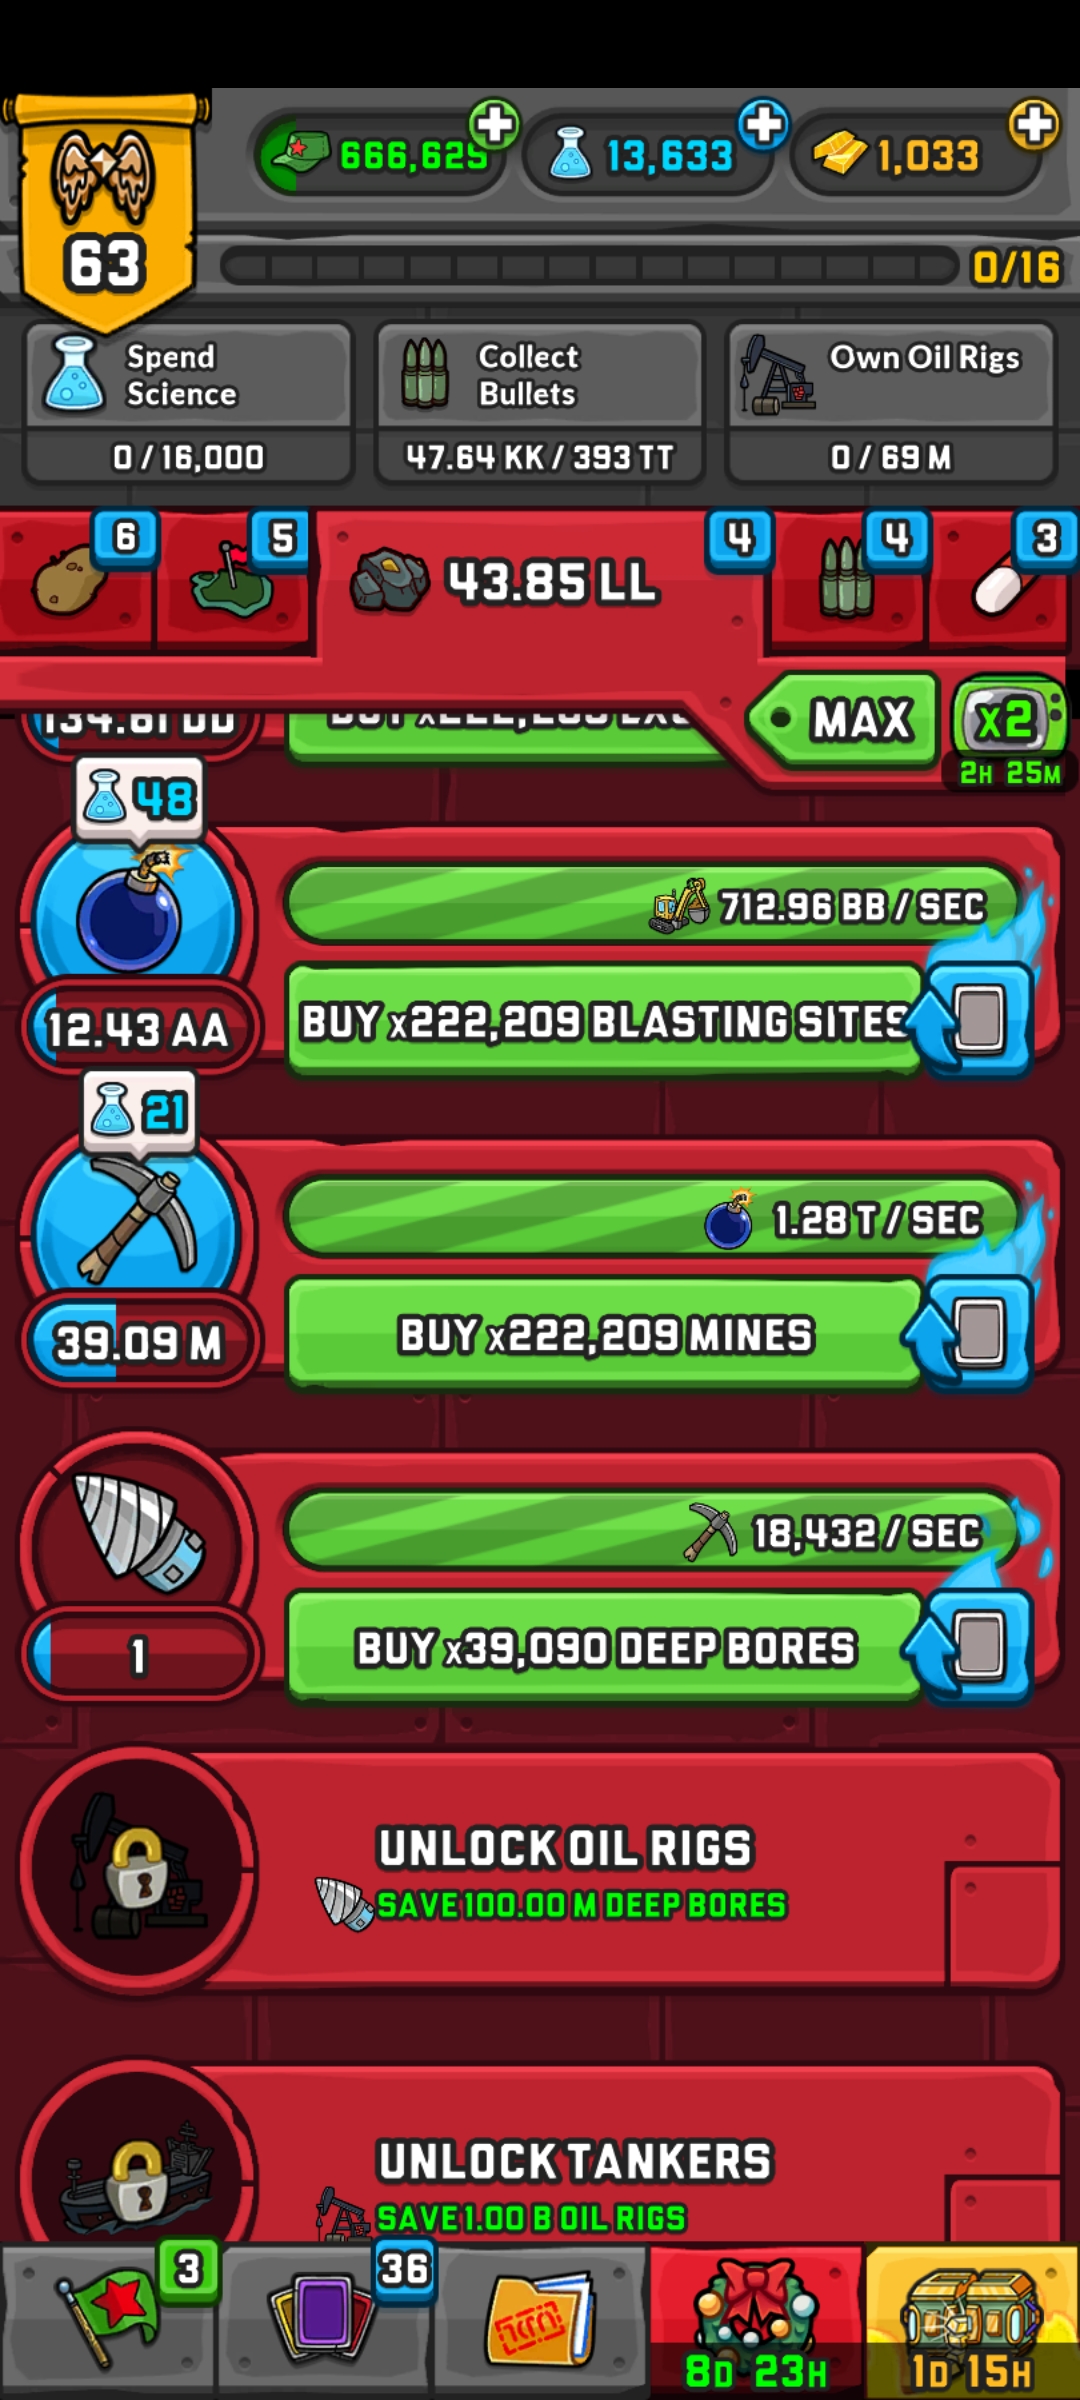 666,625
13,633
1,033
63
0/16
Spend
Science
0 / 16,000
Collect
Bullets
47.64 KK / 393 TT
Own Oil Rigs
0 / 69 M
6
5
43.85 LL
4
4
3
MAX
X2
2H 25M
134.61 DD
48
712.96 BB / SEC
12.43 AA
BUY x222,209 BLASTING SITES
21
1.28 T / SEC
39.09 M
BUY x222,209 MINES
18,432 / SEC
1
BUY x39,090 DEEP BORES
UNLOCK OIL RIGS
SAVE 100.00 M DEEP BORES
UNLOCK TANKERS
SAVE 1.00 B OIL RIGS
3
36
8D 23H
1D 15H